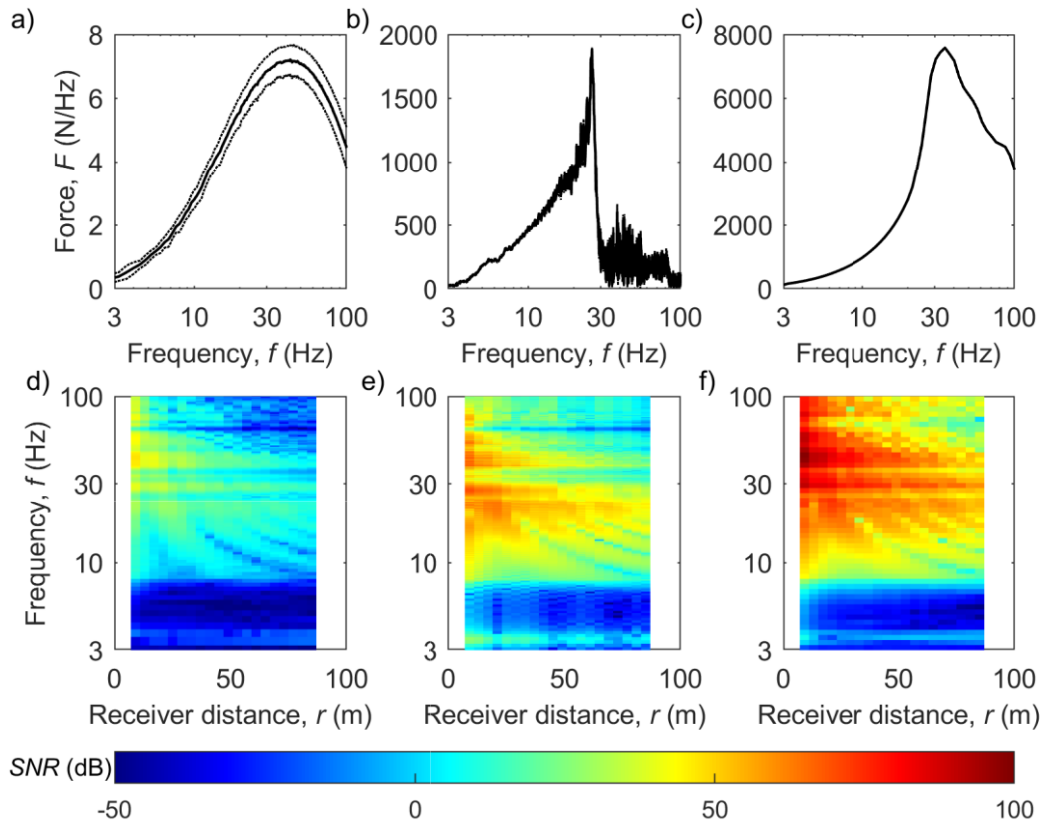 a)
b)
c)
Force, F (N/Hz)
8
6
4
2
0
3 10 30 100
Frequency, f (Hz)
2000
1500
1000
500
0
3 10 30 100
Frequency, f (Hz)
8000
6000
4000
2000
0
3 10 30 100
Frequency, f (Hz)
d)
e)
f)
Frequency, f (Hz)
100
30
10
3
0 50 100
Receiver distance, r (m)
100
30
10
3
0 50 100
Receiver distance, r (m)
100
30
10
3
0 50 100
Receiver distance, r (m)
SNR (dB)
-50 0 50 100